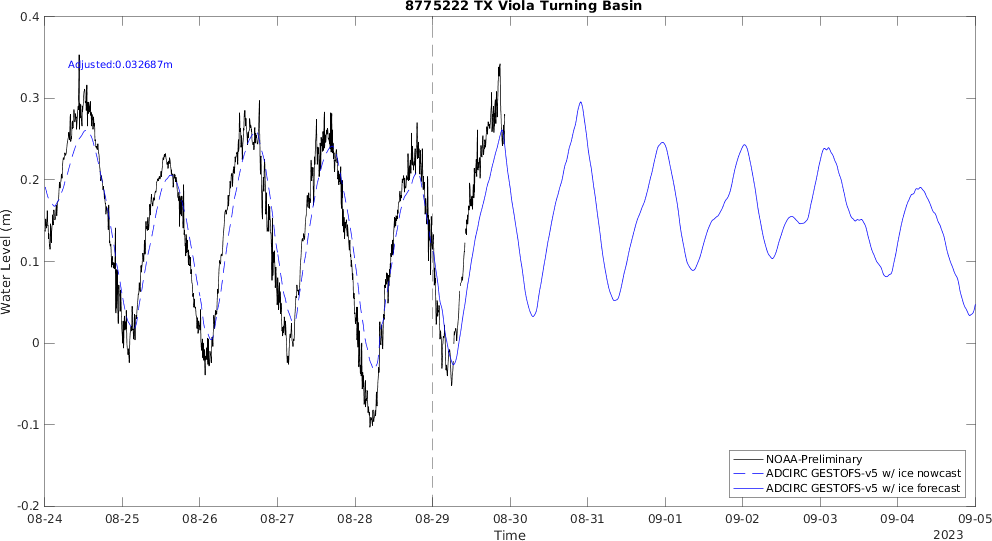 8775222 TX Viola Turning Basin
0.4
Adjusted:0.032687m
0.3
0.2
0.1
0
-0.1
-0.2
Water Level (m)
NOAA-Preliminary
ADCIRC GESTOFS-v5 w/ ice nowcast
ADCIRC GESTOFS-v5 w/ ice forecast
08-24 08-25 08-26 08-27 08-28 08-29 08-30 08-31 09-01 09-02 09-03 09-04 09-05
Time
2023